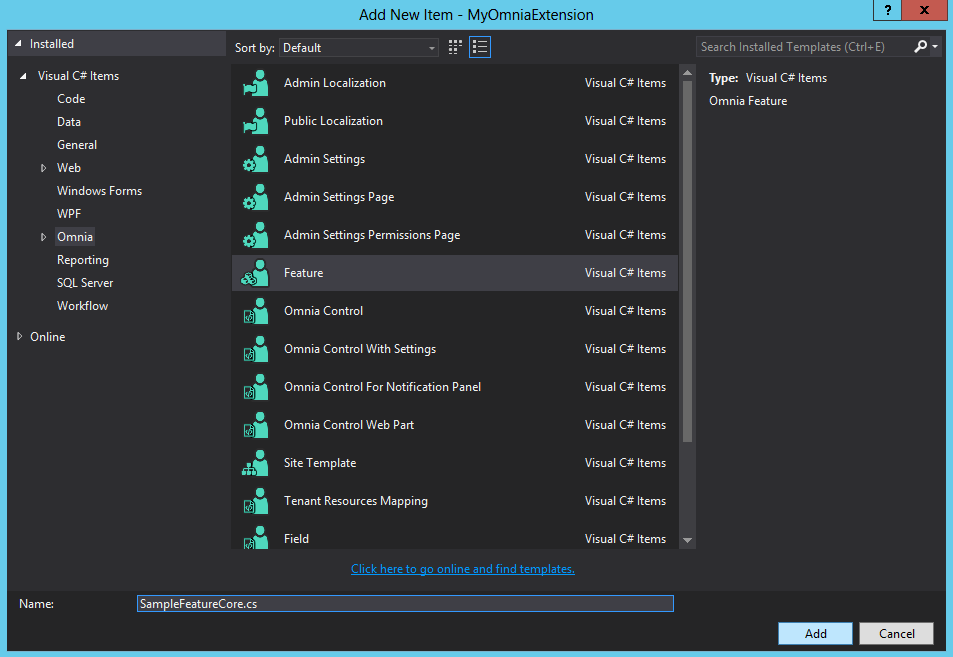 Add New Item - MyOmniaExtension
?
x
Installed
Sort by: Default
Search Installed Templates (Ctrl+E)
Visual C# Items
Code
Data
General
Web
Windows Forms
WPF
Omnia
Reporting
SQL Server
Workflow
Online
Admin Localization Visual C# Items
Public Localization Visual C# Items
Admin Settings Visual C# Items
Admin Settings Page Visual C# Items
Admin Settings Permissions Page Visual C# Items
Feature Visual C# Items
Omnia Control Visual C# Items
Omnia Control With Settings Visual C# Items
Omnia Control For Notification Panel Visual C# Items
Omnia Control Web Part Visual C# Items
Site Template Visual C# Items
Tenant Resources Mapping Visual C# Items
Field Visual C# Items
Type: Visual C# Items
Omnia Feature
Click here to go online and find templates.
Name: SampleFeatureCore.cs
Add
Cancel